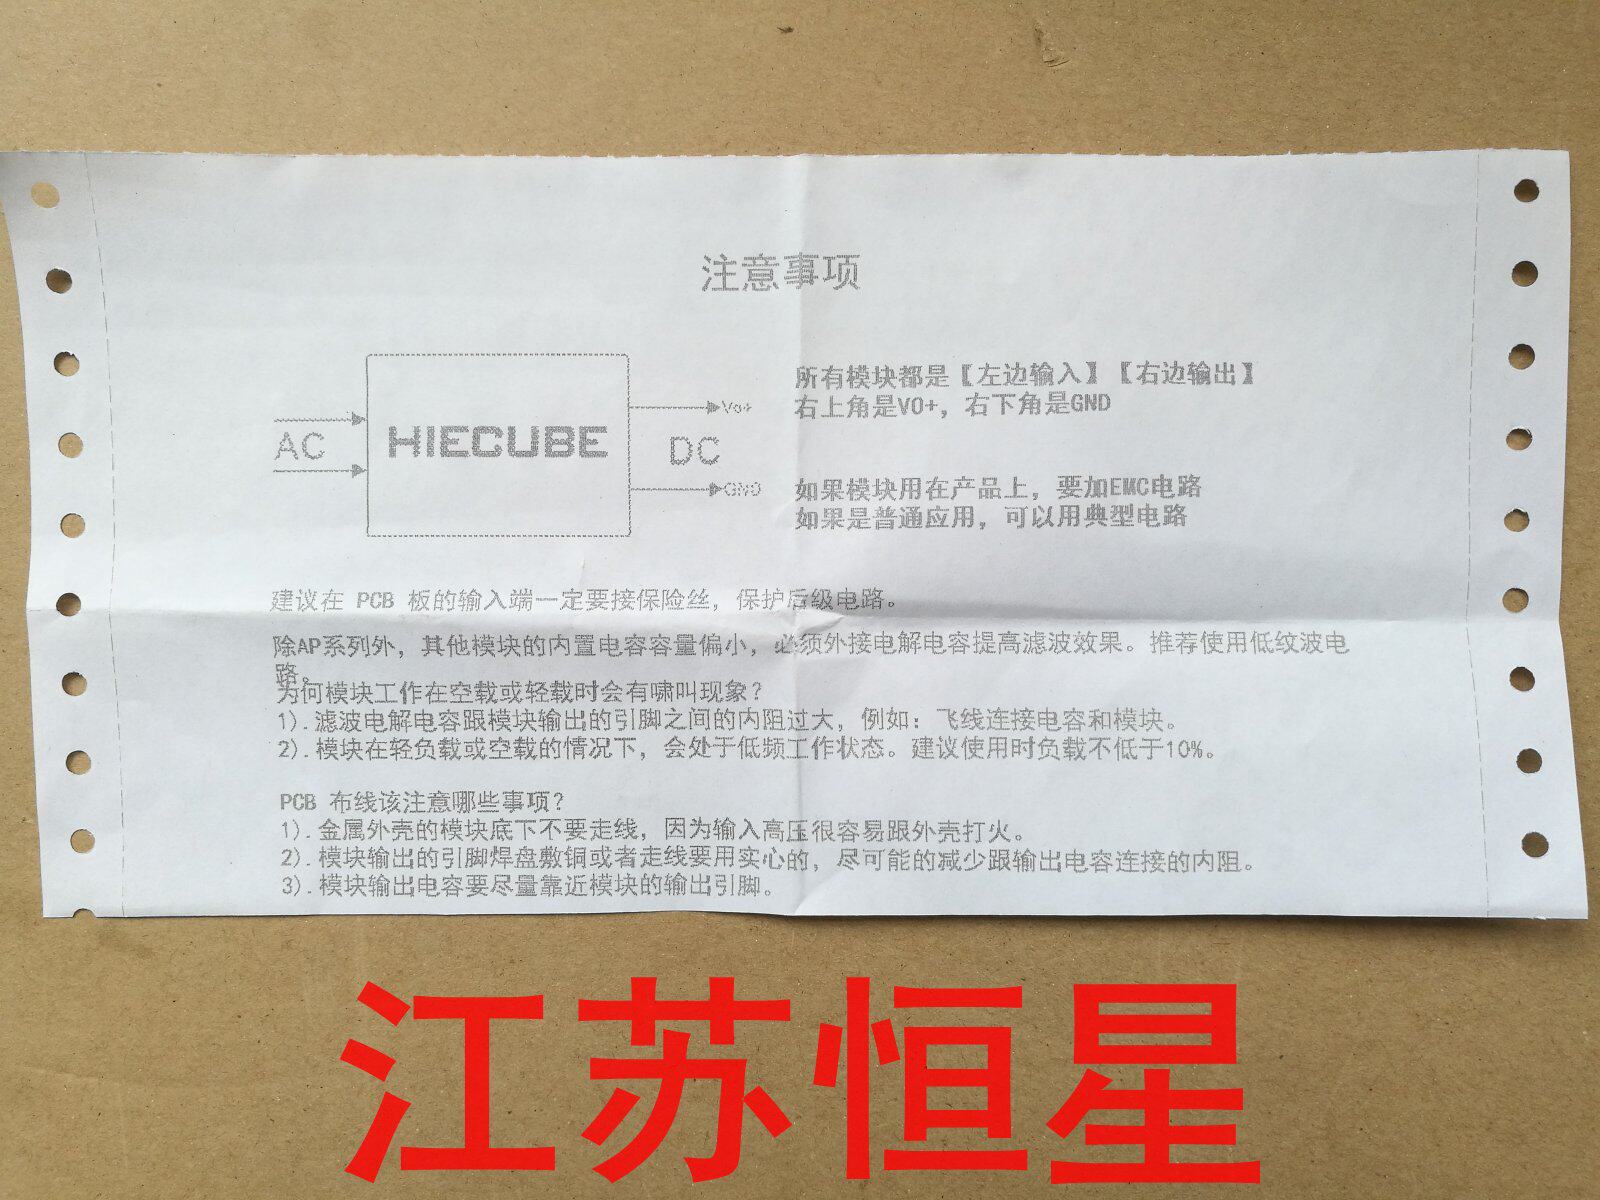 注意事项
AC
HIECUBE
Vo+
DC
GND
所有模块都是【左边输入】【右边输出】
右上角是VO+，右下角是GND
如果模块用在产品上，要加EMC电路
如果是普通应用，可以用典型电路
建议在 PCB 板的输入端一定要接保险丝，保护后级电路。
除AP系列外，其他模块的内置电容容量偏小，必须外接电解电容提高滤波效果。推荐使用低纹波电
路。
为何模块工作在空载或轻载时会有啸叫现象？
1）.滤波电解电容跟模块输出的引脚之间的内阻过大，例如：飞线连接电容和模块。
2）.模块在轻负载或空载的情况下，会处于低频工作状态。建议使用时负载不低于10%。
PCB 布线该注意哪些事项？
1）.金属外壳的模块底下不要走线，因为输入高压很容易跟外壳打火。
2）.模块输出的引脚焊盘敷铜或者走线要用实心的，尽可能的减少跟输出电容连接的内阻。
3）.模块输出电容要尽量靠近模块的输出引脚。
江苏恒星